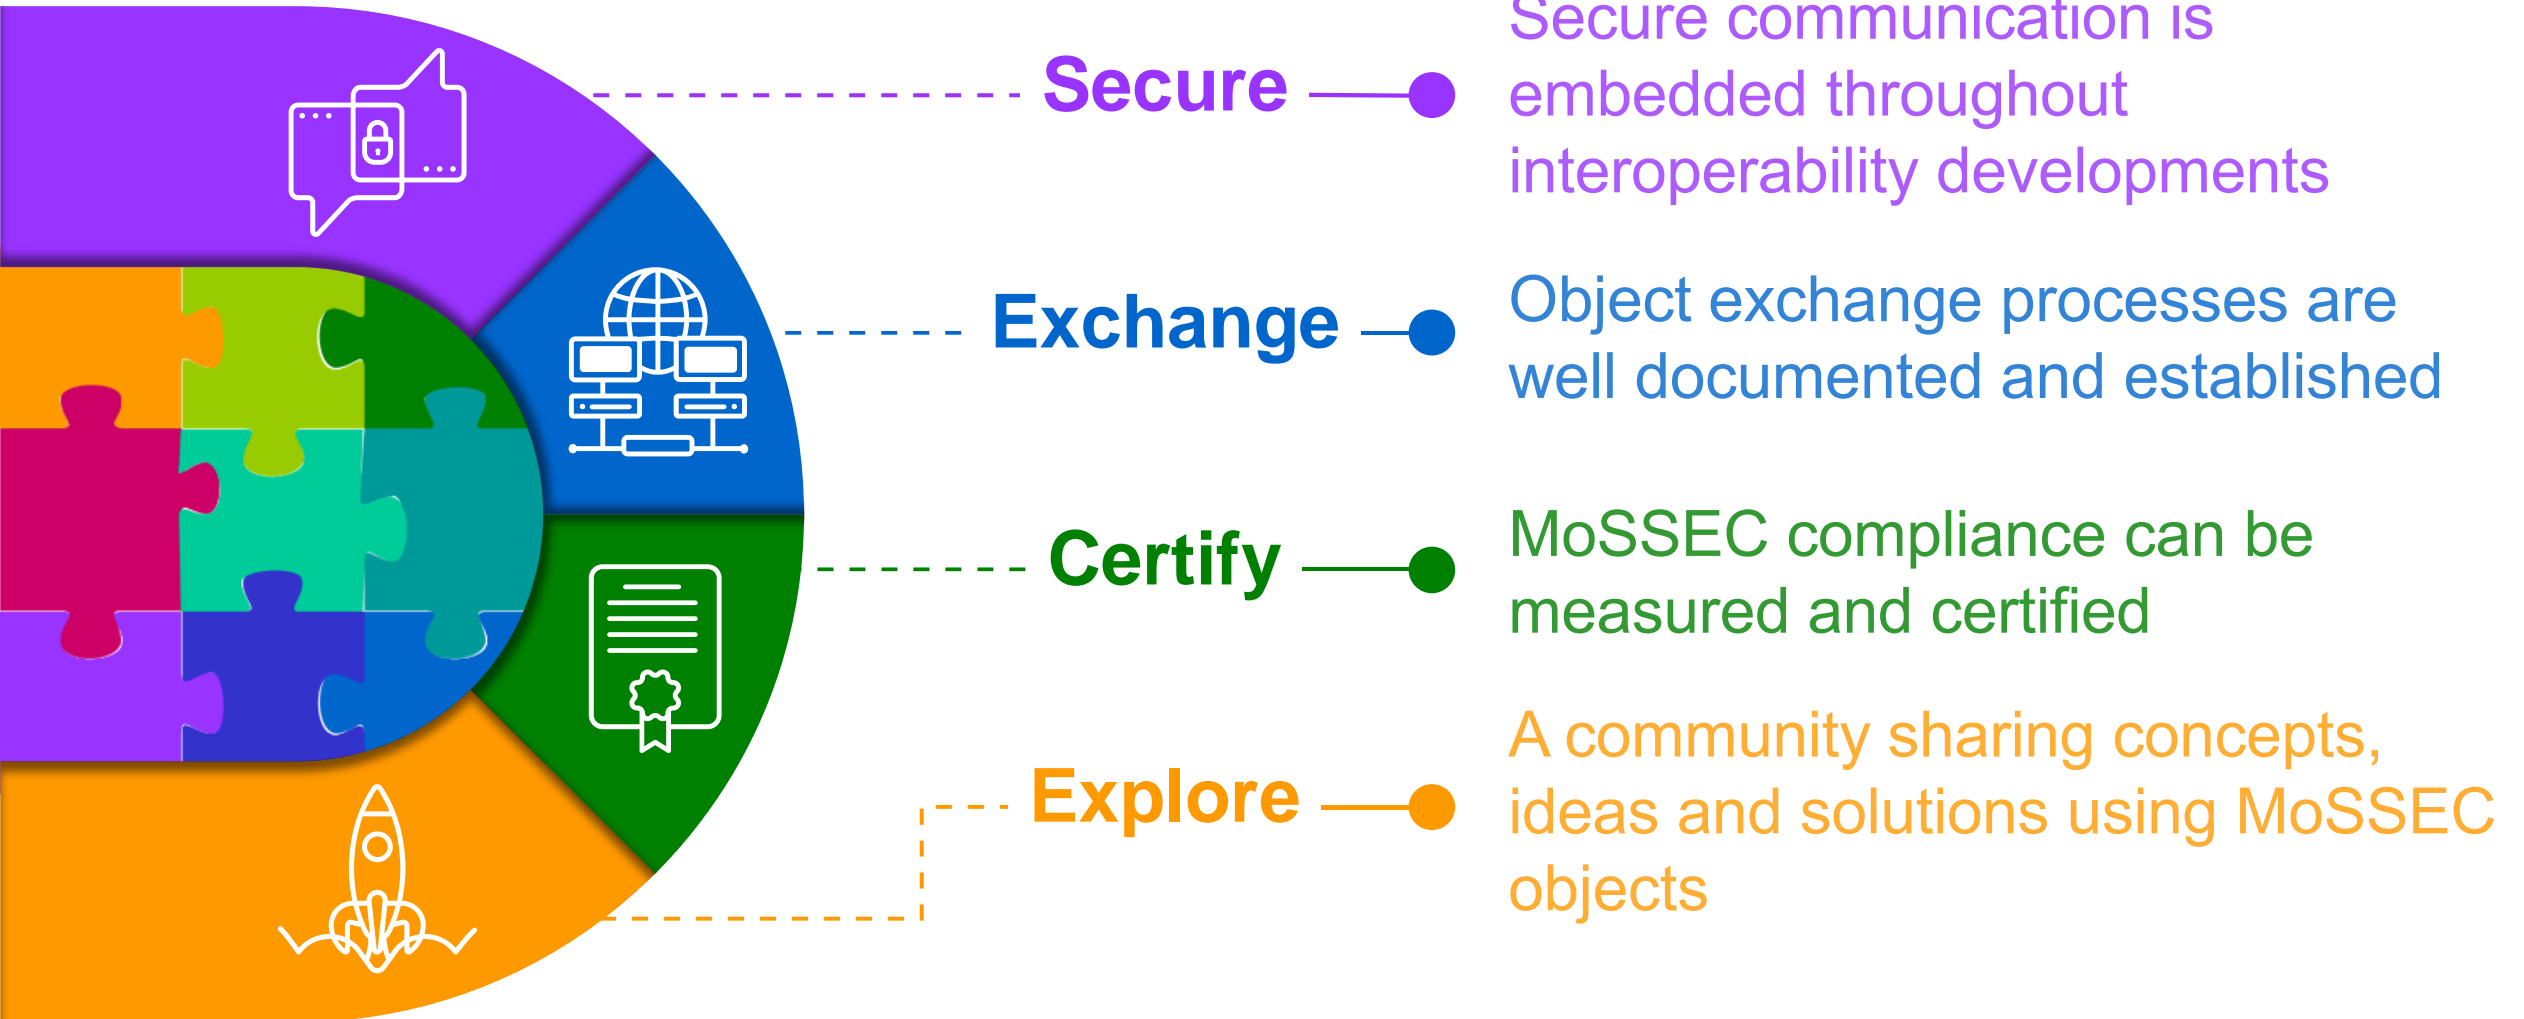 Secure
Secure communication is
embedded throughout
interoperability developments
Exchange
Object exchange processes are
well documented and established
Certify
MoSSEC compliance can be
measured and certified
Explore
A community sharing concepts,
ideas and solutions using MoSSEC
objects